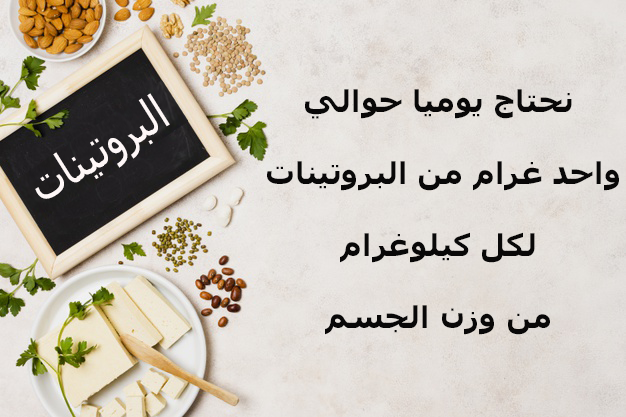 البروتينات
نحتاج يوميا حوالي
واحد غرام من البروتينات
لكل كيلوغرام
من وزن الجسم